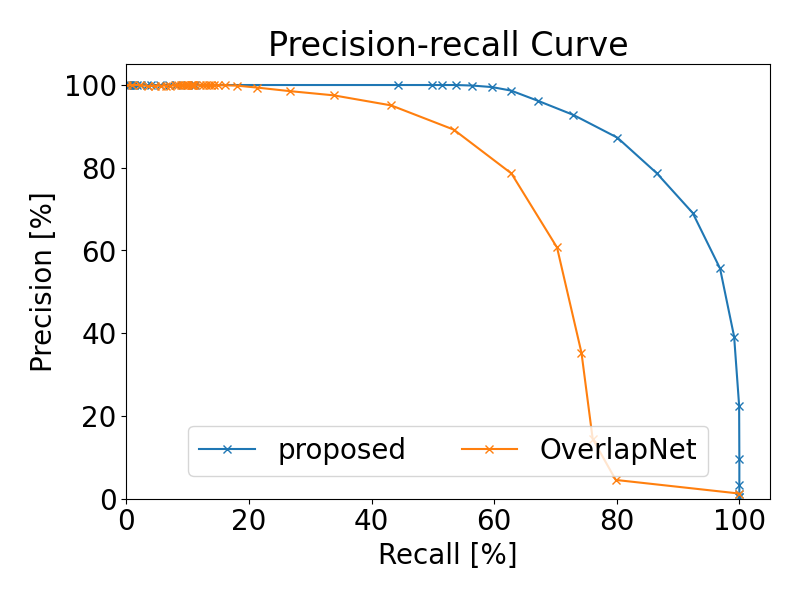 Precision-recall Curve
Precision [%]
100
80
60
40
20
0
proposed
OverlapNet
0 20 40 60 80 100
Recall [%]